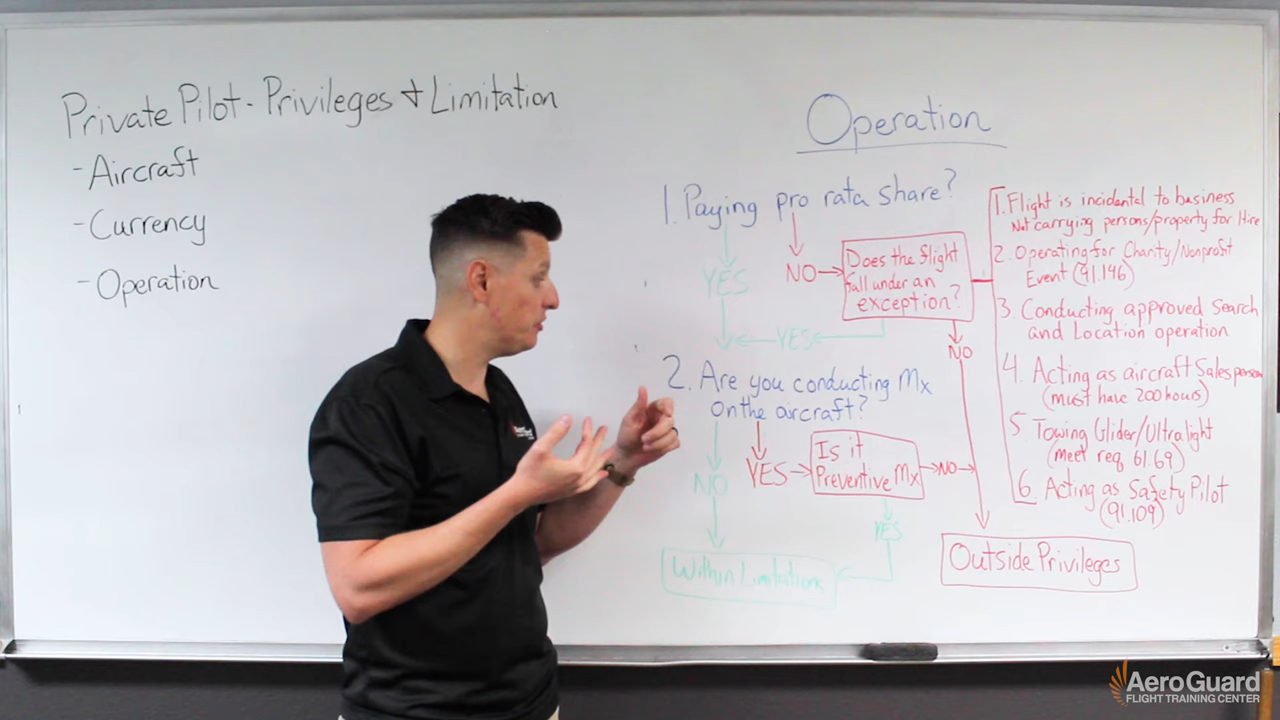 Private Pilot - Privileges & Limitation
- Aircraft
- Currency
- Operation
Operation
1. Paying pro rata share?
YES
NO
Does the flight
fall under an
exception?
YES
NO
1. Flight is incidental to business
Not carrying persons/property for Hire
2. Operating for Charity/Nonprofit
Event (91.146)
3. Conducting approved Search
and Location operation
4. Acting as aircraft Sales person
(must have 200 hours)
5. Towing Glider/Ultralight
(meet req 61.69)
6. Acting as Safety Pilot
(91.109)
2. Are you conducting Mx
on the aircraft?
NO
YES
Is it
Preventive Mx
NO
YES
Within Limitations
Outside Privileges
AeroGuard
AeroGuard
FLIGHT TRAINING CENTER